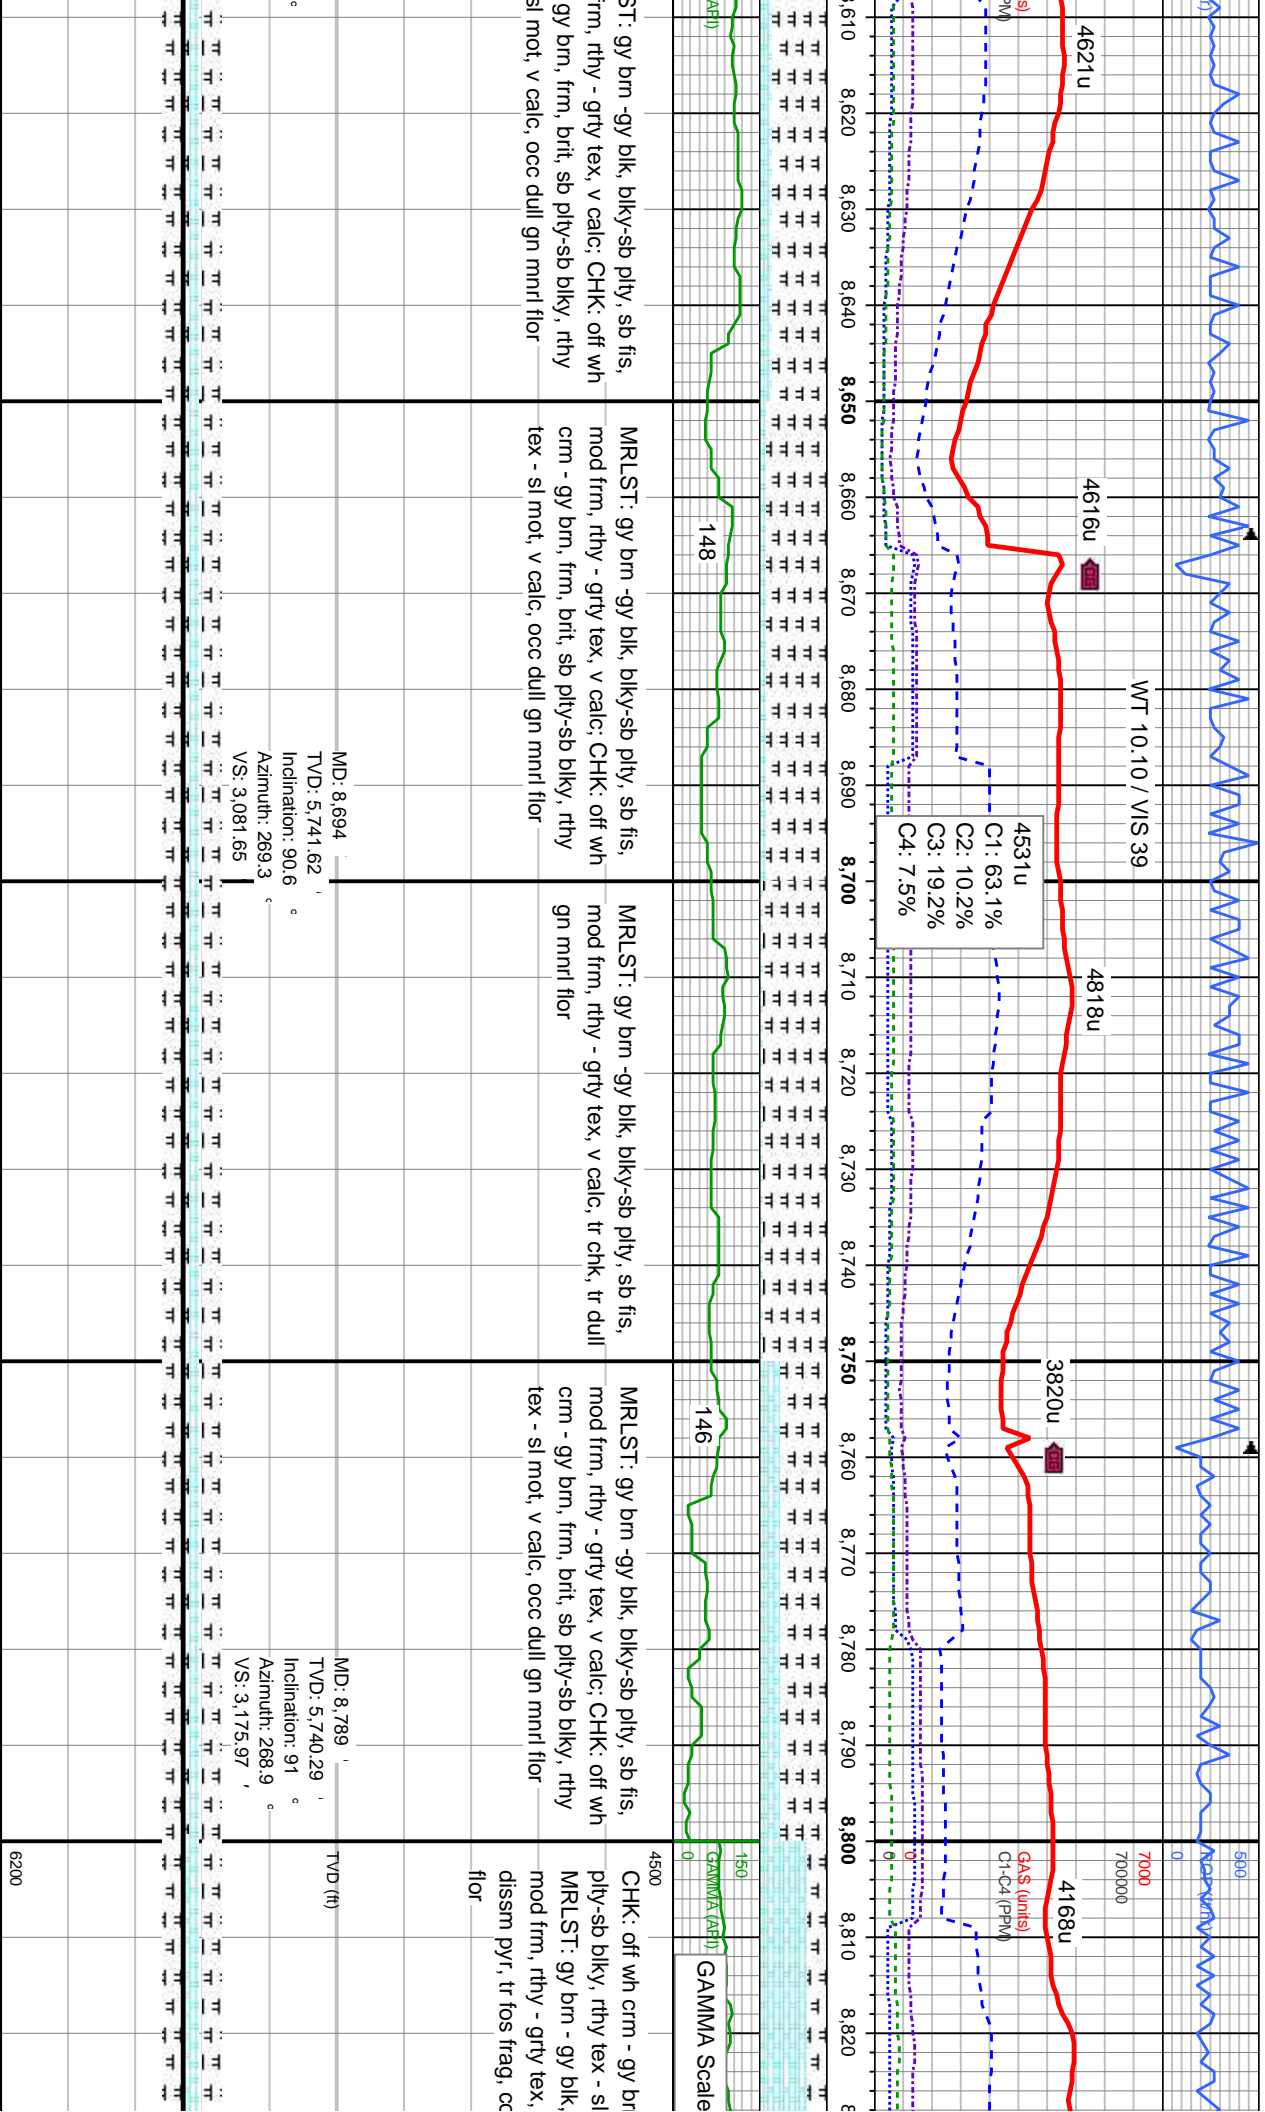 500
ROP (ft/hr)
0
WT 10.10 / VIS 39
7000
700000
GAS (units)
C1-C4 (PPM)
0
0
4621u
4616u
4818u
3820u
4168u
4531u
C1: 63.1%
C2: 10.2%
C3: 19.2%
C4: 7.5%
8,620
8,630
8,640
8,650
8,660
8,670
8,680
8,690
8,700
8,710
8,720
8,730
8,740
8,750
8,760
8,770
8,780
8,790
8,800
8,810
8,820
150
GAMMA (API)
0
148
146
GAMMA Scale
ST: gy brn -gy blk, blky-sb plty, sb fis,
frm, rthy - grty tex, v calc; CHK: off wh
gy brn, frm, brit, sb plty-sb blky, rthy
sl mot, v calc, occ dull gn mnrl flor
MRLST: gy brn -gy blk, blky-sb plty, sb fis,
mod frm, rthy - grty tex, v calc; CHK: off wh
crm - gy brn, frm, brit, sb plty-sb blky, rthy
tex - sl mot, v calc, occ dull gn mnrl flor
MRLST: gy brn -gy blk, blky-sb plty, sb fis,
mod frm, rthy - grty tex, v calc, tr chk, tr dull
gn mnrl flor
MRLST: gy brn -gy blk, blky-sb plty, sb fis,
mod frm, rthy - grty tex, v calc; CHK: off wh
crm - gy brn, frm, brit, sb plty-sb blky, rthy
tex - sl mot, v calc, occ dull gn mnrl flor
CHK: off wh crm - gy brn
plty-sb blky, rthy tex - sl
MRLST: gy brn - gy blk,
mod frm, rthy - grty tex,
dissm pyr, tr fos frag, cc
flor
4500
TVD (ft)
6200
MD: 8,694
TVD: 5,741.62
Inclination: 90.6
Azimuth: 269.3
VS: 3,081.65
MD: 8,789
TVD: 5,740.29
Inclination: 91
Azimuth: 268.9
VS: 3,175.97